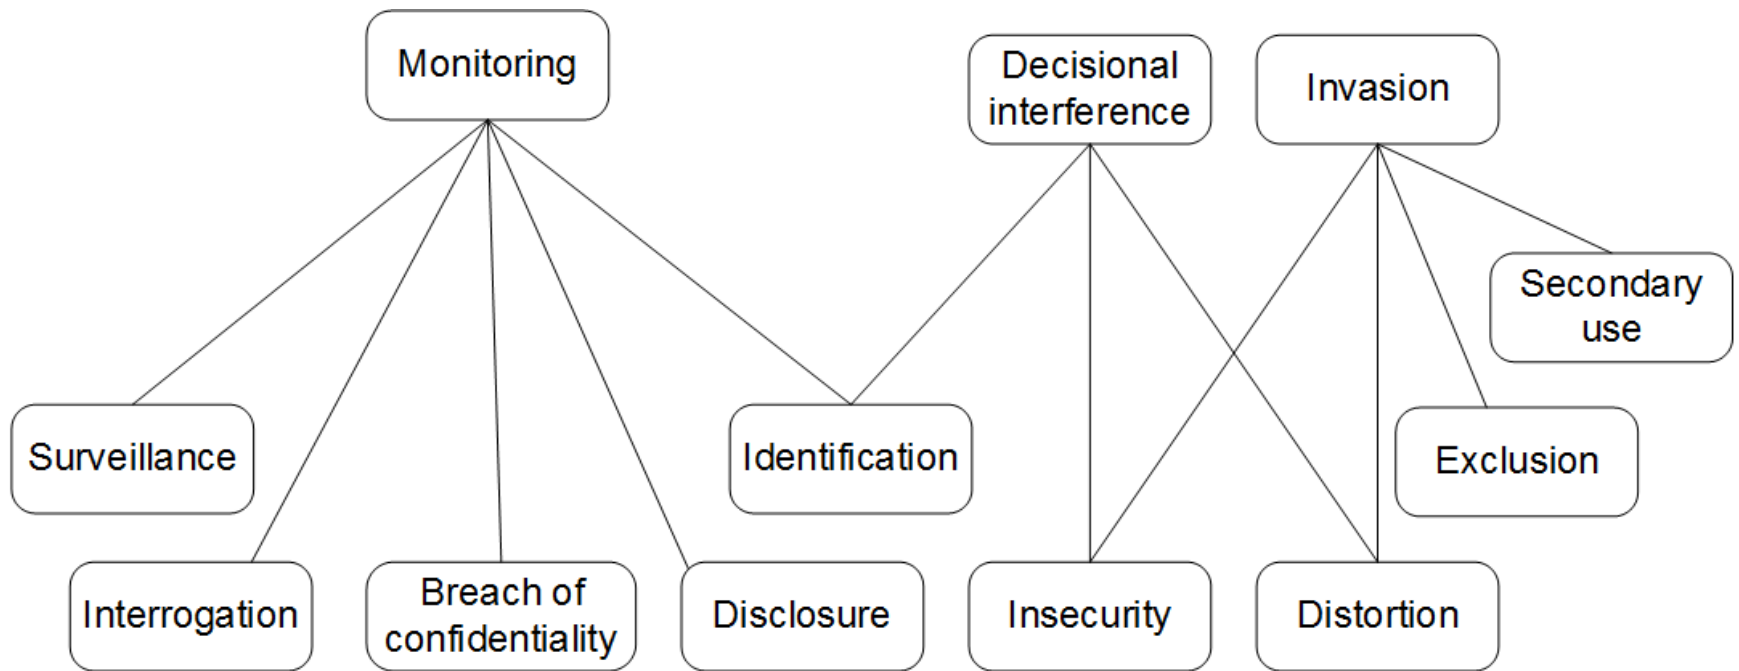 Monitoring
Decisional
interference
Invasion
Secondary
use
Surveillance
Identification
Exclusion
Interrogation
Breach of
confidentiality
Disclosure
Insecurity
Distortion